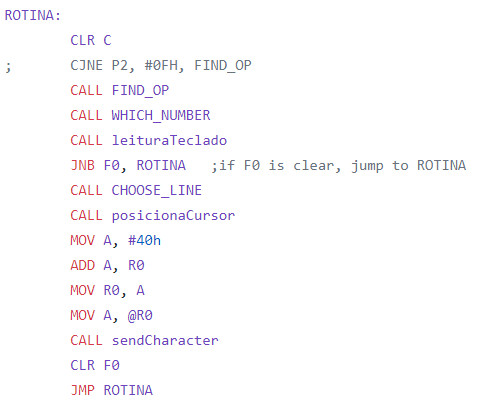 ROTINA:
CLR C
; CJNE P2, #0FH, FIND_OP
CALL FIND_OP
CALL WHICH_NUMBER
CALL leituraTeclado
JNB F0, ROTINA ;if F0 is clear, jump to ROTINA
CALL CHOOSE_LINE
CALL posicionaCursor
MOV A, #40h
ADD A, R0
MOV R0, A
MOV A, @R0
CALL sendCharacter
CLR F0
JMP ROTINA